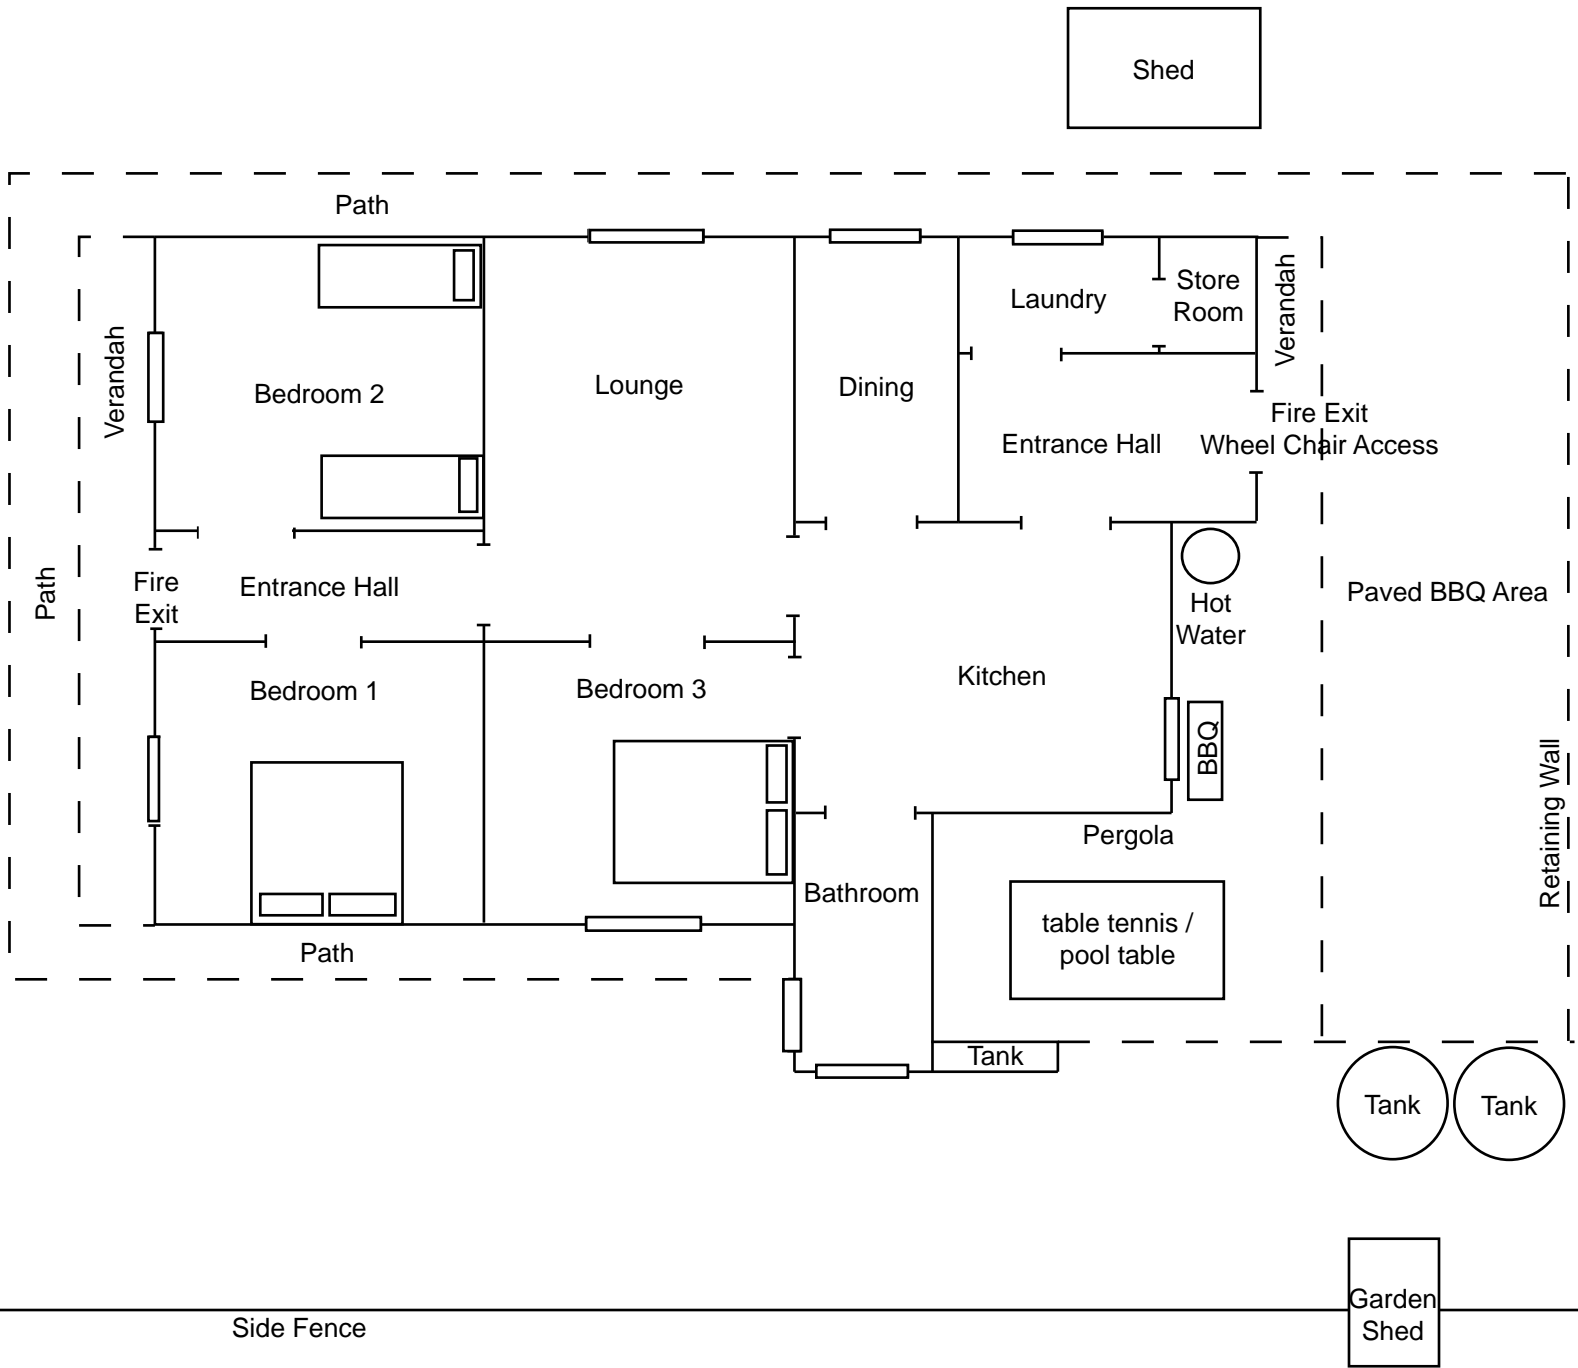 Shed
Path
Verandah
Bedroom 2
Lounge
Dining
Laundry
Store
Room
Verandah
Entrance Hall
Fire Exit
Wheel Chair Access
Path
Fire
Exit
Entrance Hall
Hot
Water
Paved BBQ Area
Bedroom 1
Bedroom 3
Kitchen
BBQ
Retaining Wall
Pergola
Bathroom
table tennis /
pool table
Path
Tank
Tank
Tank
Garden
Shed
Side Fence